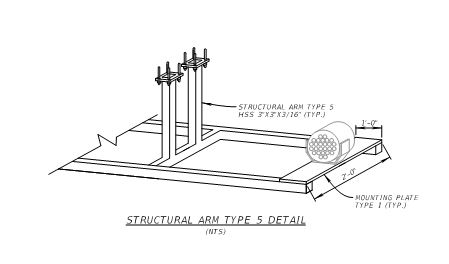 STRUCTURAL ARM TYPE 5
HSS 3"X3"X3/16" (TYP.)
1'-0"
2'-0"
MOUNTING PLATE
TYPE 1 (TYP.)
STRUCTURAL ARM TYPE 5 DETAIL
(NTS)